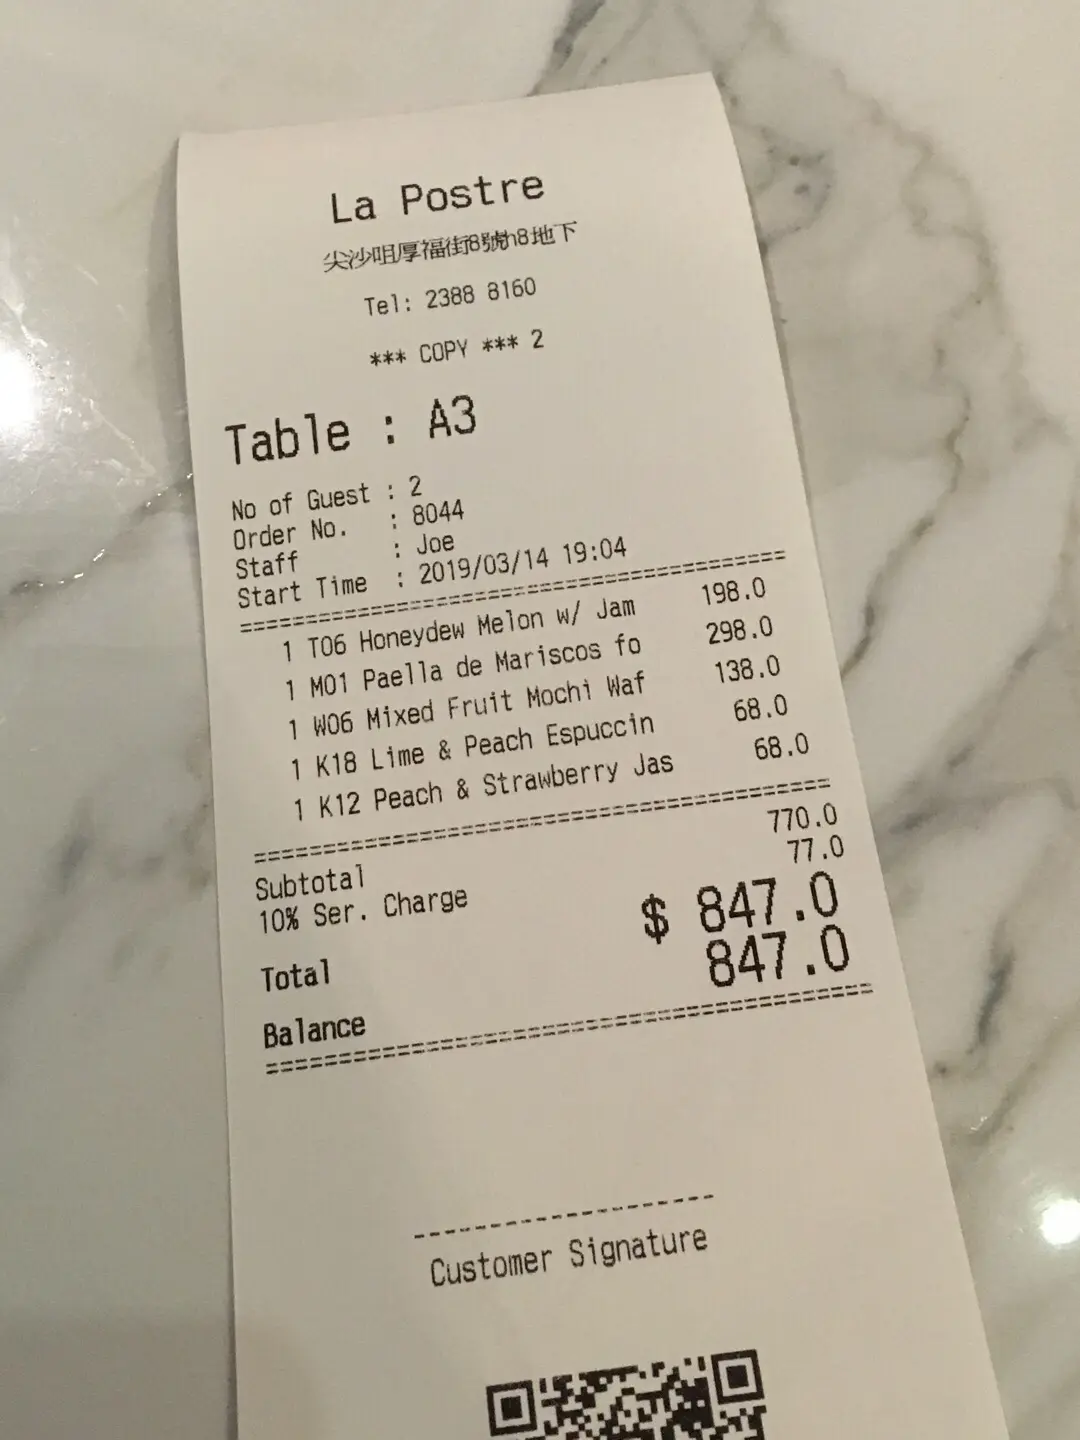 La Postre
尖沙咀厚福街8號h8地下
Tel: 2388 8160
*** COPY *** 2
Table : A3
No of Guest : 2
Order No. : 8044
Staff : Joe
Start Time : 2019/03/14 19:04
1 T06 Honeydew Melon w/ Jam 198.0
1 M01 Paella de Mariscos fo 298.0
1 W06 Mixed Fruit Mochi Waf 138.0
1 K18 Lime & Peach Espuccin 68.0
1 K12 Peach & Strawberry Jas 68.0
Subtotal 770.0
10% Ser. Charge 77.0
Total $ 847.0
Balance 847.0
Customer Signature